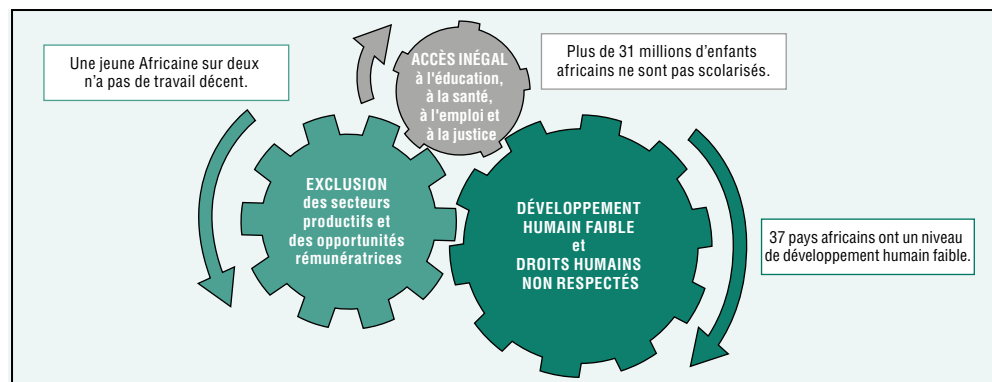 Une jeune Africaine sur deux
n’a pas de travail décent.
ACCÈS INÉGAL
à l'éducation,
à la santé,
à l'emploi et
à la justice
Plus de 31 millions d’enfants
africains ne sont pas scolarisés.
EXCLUSION
des secteurs
productifs et
des opportunités
rémunératrices
DÉVELOPPEMENT
HUMAIN FAIBLE
et
DROITS HUMAINS
NON RESPECTÉS
37 pays africains ont un niveau
de développement humain faible.